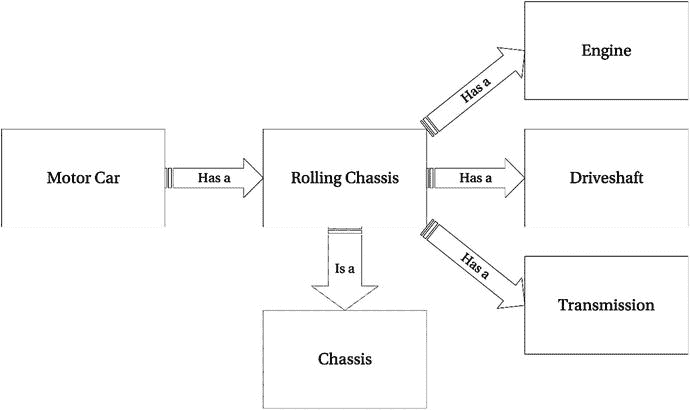 Engine
Has a
Motor Car
Has a
Rolling Chassis
Has a
Driveshaft
Has a
Is a
Transmission
Chassis